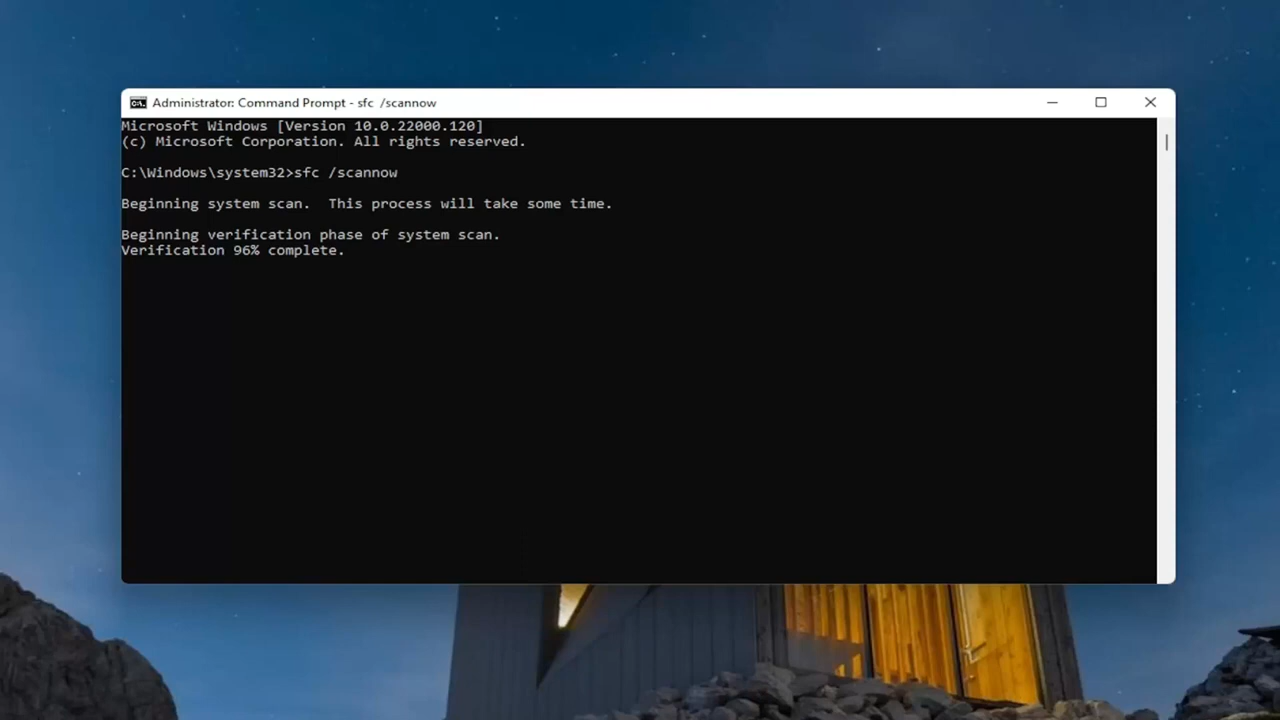 Administrator: Command Prompt - sfc  /scannow
Microsoft Windows [Version 10.0.22000.120]
(c) Microsoft Corporation. All rights reserved.
C:\Windows\system32>sfc /scannow
Beginning system scan.  This process will take some time.
Beginning verification phase of system scan.
Verification 96% complete.